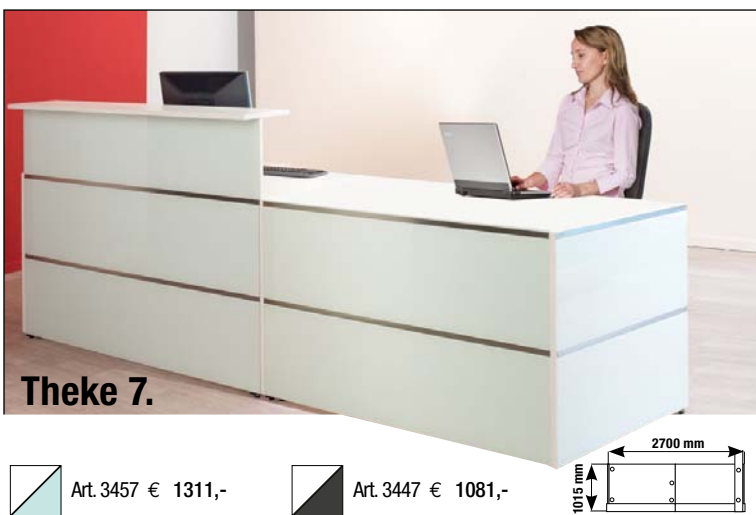 Theke 7.
Art. 3457 € 1311,-
Art. 3447 € 1081,-
2700 mm
1015 mm